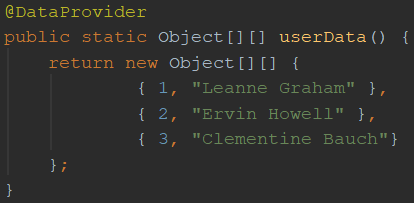 @DataProvider
public static Object[][] userData() {
    return new Object[][] {
            { 1, "Leanne Graham" },
            { 2, "Ervin Howell" },
            { 3, "Clementine Bauch"}
    };
}